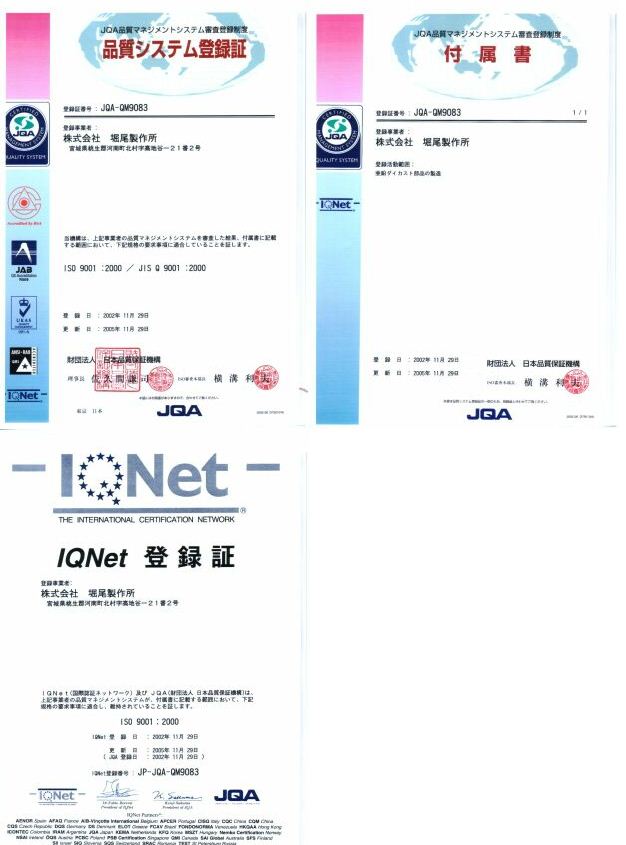 JQA品質マネジメントシステム審査登録制度
品質システム登録証
登録証番号 : JQA-QM9083
登録事業者 :
株式会社 堀尾製作所
宮城県桃生郡河南町北村字高地谷一21番2号
当機構は、上記事業者の品質マネジメントシステムを審査した結果、付属書に記載
する範囲において、下記規格の要求事項に適合していることを証します。
ISO 9001 :2000 / JIS Q 9001 :2000
登 録 日 : 2002年 11月 29日
更 新 日 : 2005年 11月 29日
財団法人 日本品質保証機構
理事長 佐久間謙司
ISO審査本部長 横溝利夫
東京 日本
JQA
CERTIFIED
JQA
QUALITY SYSTEM
JAB
UKAS
ANSI-RAB
IQNet
JQA品質マネジメントシステム審査登録制度
付属書
登録証番号 : JQA-QM9083
1/1
登録事業者 :
株式会社 堀尾製作所
登録活動範囲 :
亜鉛ダイカスト部品の製造
登 録 日 : 2002年 11月 29日
更 新 日 : 2005年 11月 29日
財団法人 日本品質保証機構
ISO審査本部長 横溝利夫
JQA
CERTIFIED
JQA
QUALITY SYSTEM
IQNet
IQNet ®
THE INTERNATIONAL CERTIFICATION NETWORK
IQNet 登録証
登録事業者:
株式会社 堀尾製作所
宮城県桃生郡河南町北村字高地谷一21番2号
IQNet(国際認証ネットワーク) 及び JQA(財団法人 日本品質保証機構)は、
上記事業者の品質マネジメントシステムが、付属書に記載する範囲において、下記
規格の要求事項に適合し、維持されていることを証します。
ISO 9001 : 2000
IQNet 登 録 日 : 2002年 11月 29日
更 新 日 : 2005年 11月 29日
( JQA 登録日 : 2002年 11月 29日 )
IQNet登録番号 : JP-JQA-QM9083
IQNet
President of IQNet
President of JQA
JQA
IQNet Partners*:
AENOR Spain AFAQ France AIB-Vinçotte International Belgium APCER Portugal CISQ Italy CQC China CQM China
CQS Czech Republic DQS Germany DS Denmark ELOT Greece FCAV Brazil FONDONORMA Venezuela HKQAA Hong Kong
ICONTEC Colombia IRAM Argentina JQA Japan KEMA Netherlands KFQ Korea MSZT Hungary Nemko Certification Norway
NSAI Ireland ÖQS Austria PCBC Poland PSB Certification Singapore QMI Canada SAI Global Australia SFS Finland
SII Israel SIQ Slovenia SQS Switzerland SRAC Romania TEST St Petersburg Russia